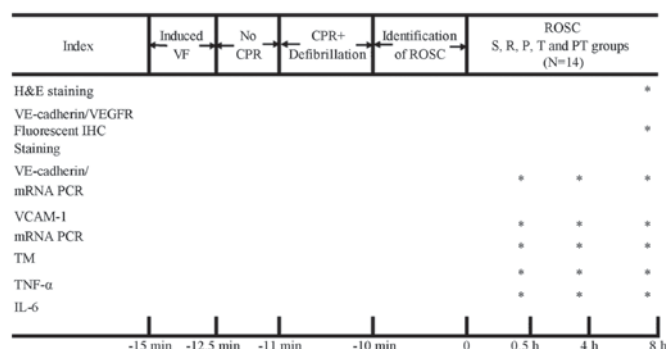 Index
Induced
VF
No
CPR
CPR+
Defibrillation
Identification
of ROSC
ROSC
S, R, P, T and PT groups
(N=14)
H&E staining
*
VE-cadherin/VEGFR
Fluorescent IHC
*
Staining
VE-cadherin/
mRNA PCR
* * *
VCAM-1
* * *
mRNA PCR
* * *
TM
* * *
TNF-α
* * *
IL-6
-15 min -12.5 min -11 min -10 min 0 0.5 h 4 h 8 h